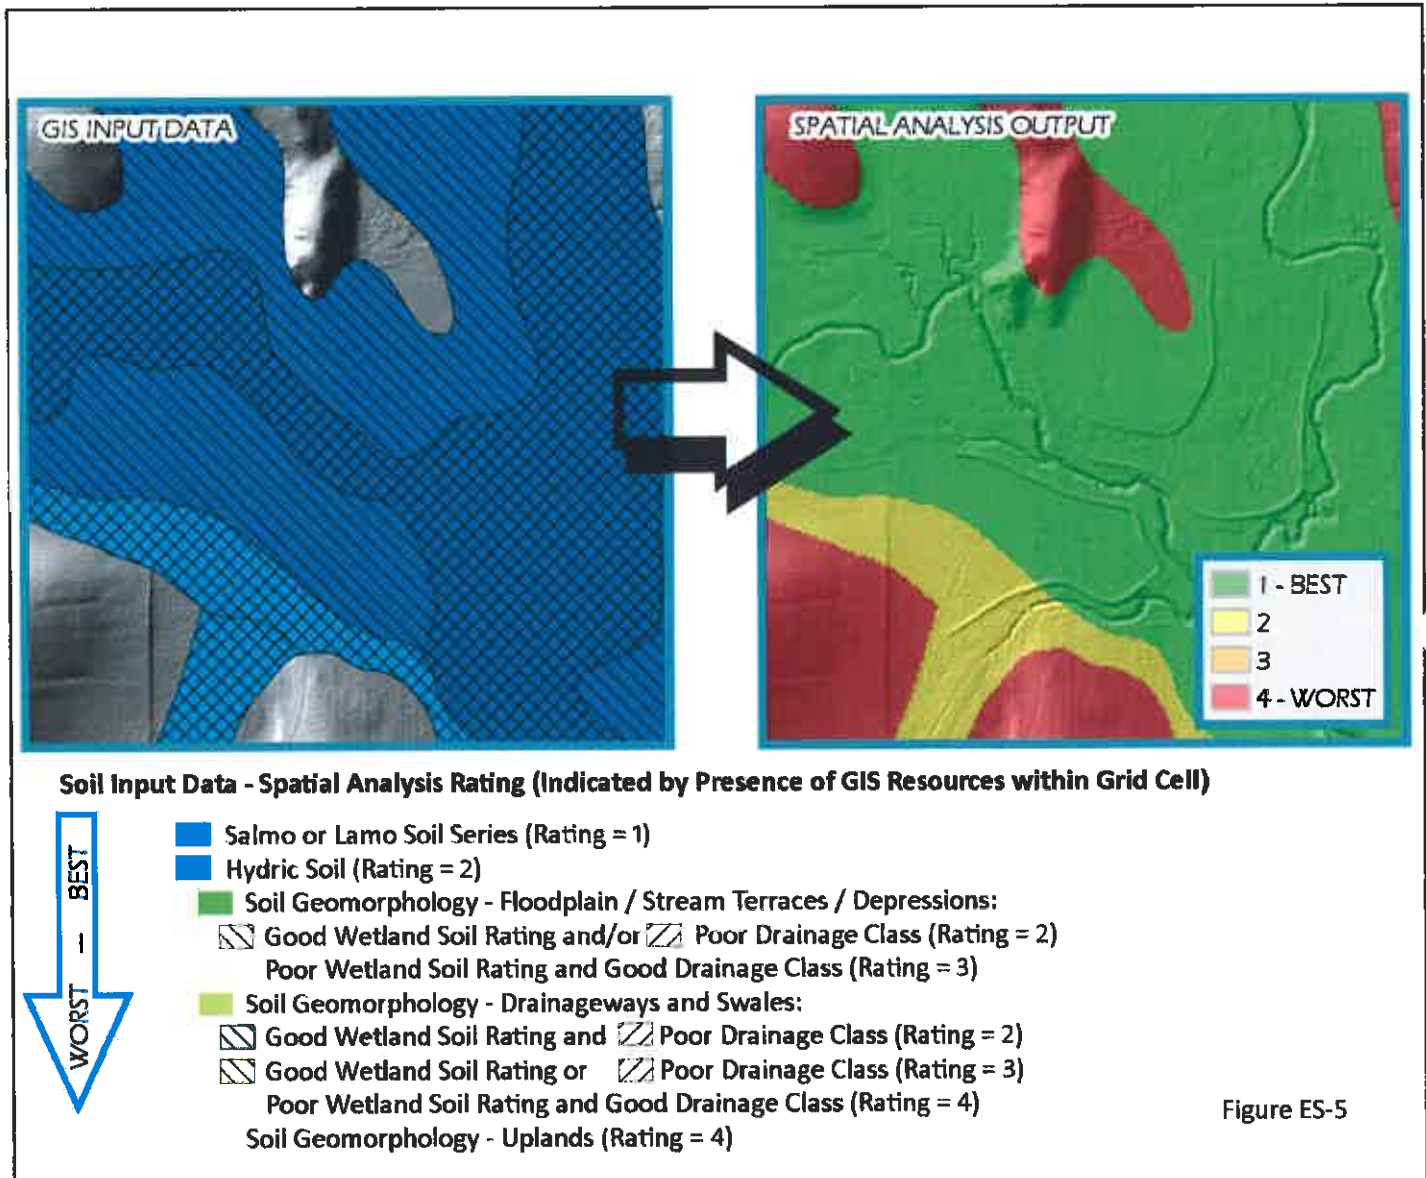 GIS INPUT DATA
SPATIAL ANALYSIS OUTPUT
1 - BEST
2
3
4 - WORST
Soil Input Data - Spatial Analysis Rating (Indicated by Presence of GIS Resources within Grid Cell)
WORST — BEST
Salmo or Lamo Soil Series (Rating = 1)
Hydric Soil (Rating = 2)
Soil Geomorphology - Floodplain / Stream Terraces / Depressions:
Good Wetland Soil Rating and/or Poor Drainage Class (Rating = 2)
Poor Wetland Soil Rating and Good Drainage Class (Rating = 3)
Soil Geomorphology - Drainageways and Swales:
Good Wetland Soil Rating and Poor Drainage Class (Rating = 2)
Good Wetland Soil Rating or Poor Drainage Class (Rating = 3)
Poor Wetland Soil Rating and Good Drainage Class (Rating = 4)
Soil Geomorphology - Uplands (Rating = 4)
Figure ES-5